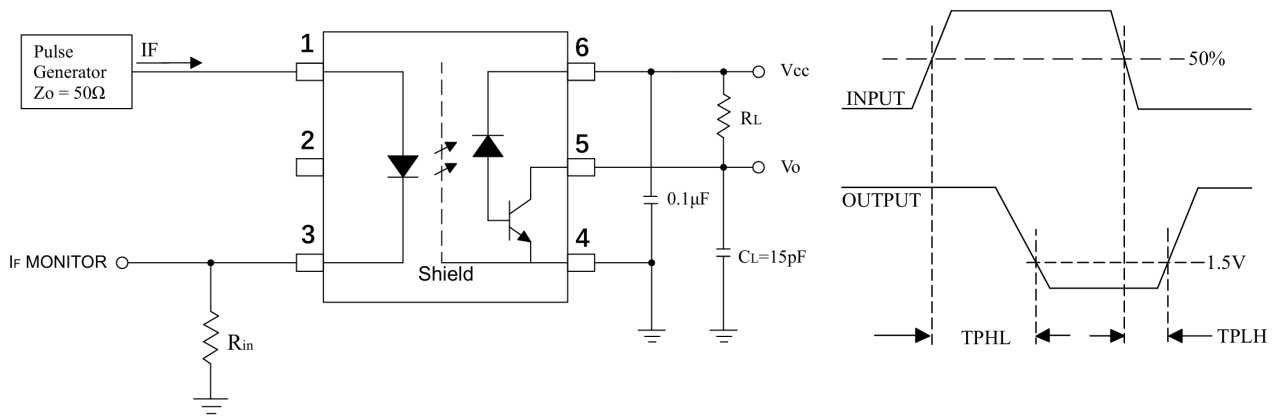 Pulse
Generator
Zo = 50Ω
IF
1
2
3
6
5
4
Shield
IF MONITOR
Rin
Vcc
RL
Vo
0.1μF
CL=15pF
INPUT
50%
OUTPUT
1.5V
TPHL
TPLH